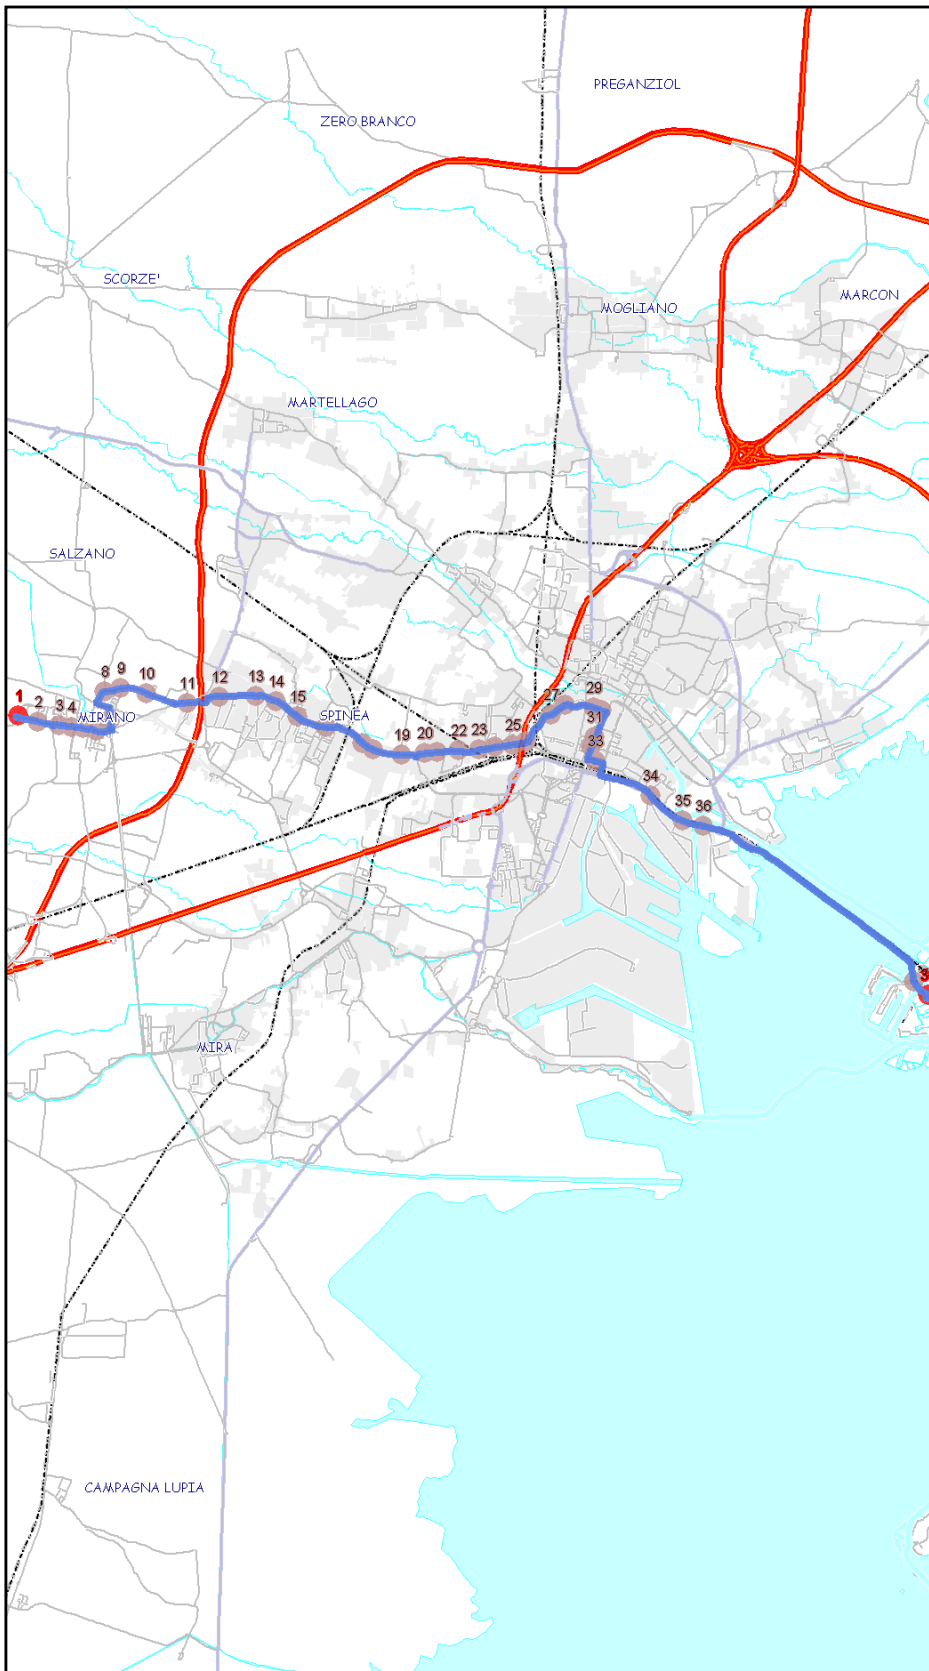 PREGANZIOL
ZERO BRANCO
SCORZE'
MARCON
MOGLIANO
MARTELLAGO
SALZANO
8 9
10
11 12 13 14
1
2 3 4
MIRANO
15
SPINEA
27 29
31
19 20 22 23 25
33
34
35 36
MIRA
CAMPAGNA LUPIA